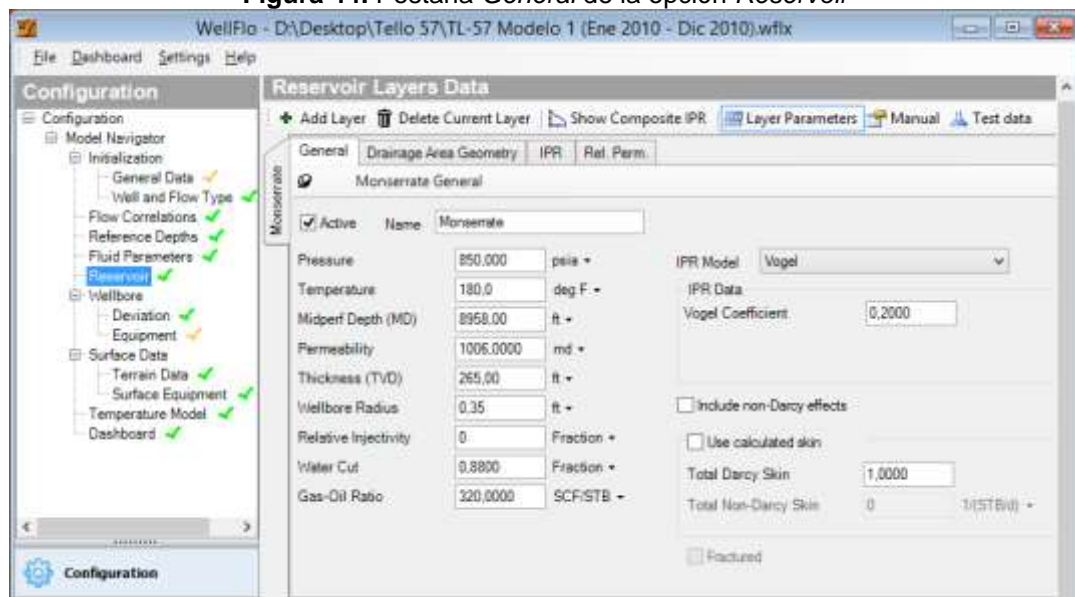 Figura 14. Pestaña General de la opción Reservoir
WellFlo - D:\Desktop\Tello 57\TL-57 Modelo 1 (Ene 2010 - Dic 2010).wflx
File Dashboard Settings Help
Configuration
Configuration
Model Navigator
Initialization
General Data
Well and Flow Type
Flow Correlations
Reference Depths
Fluid Parameters
Reservoir
Wellbore
Deviation
Equipment
Surface Data
Terrain Data
Surface Equipment
Temperature Model
Dashboard
Configuration
Reservoir Layers Data
Add Layer Delete Current Layer Show Composite IPR Layer Parameters Manual Test data
Monserrate
General Drainage Area Geometry IPR Rel. Perm.
Monserrate General
Active Name Monserrate
Pressure 850,000 psia
Temperature 180,0 deg F
Midperf Depth (MD) 8958,00 ft
Permeability 1006,0000 md
Thickness (TVD) 265,00 ft
Wellbore Radius 0,35 ft
Relative Injectivity 0 Fraction
Water Cut 0,8800 Fraction
Gas-Oil Ratio 320,0000 SCF/STB
IPR Model Vogel
IPR Data
Vogel Coefficient 0,2000
Include non-Darcy effects
Use calculated skin
Total Darcy Skin 1,0000
Total Non-Darcy Skin 0 1/(STB/d)
Fractured